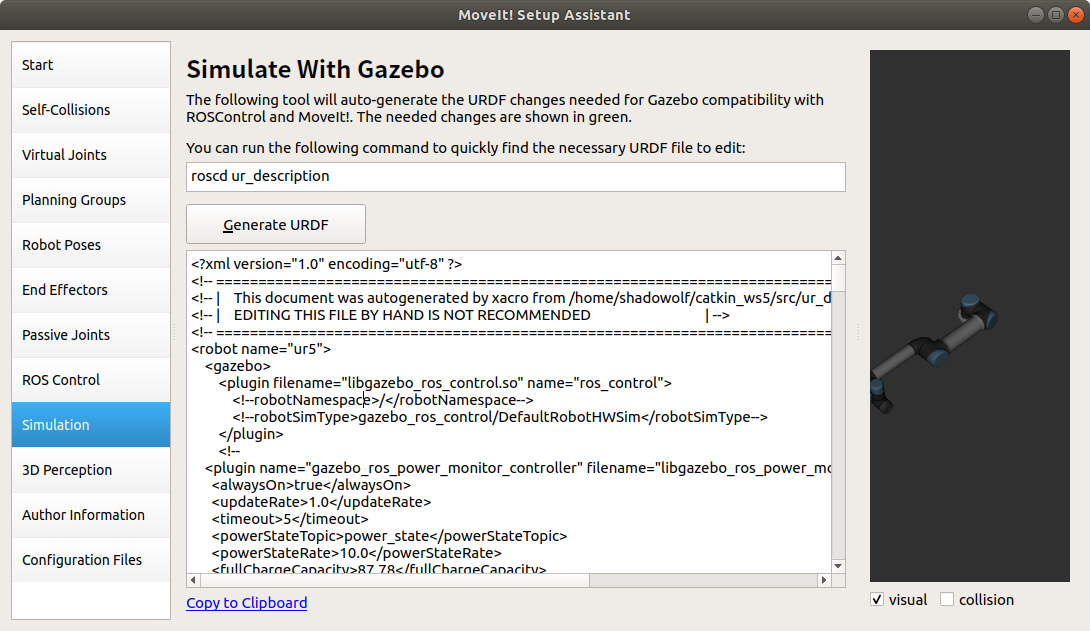 MoveIt! Setup Assistant
Start
Self-Collisions
Virtual Joints
Planning Groups
Robot Poses
End Effectors
Passive Joints
ROS Control
Simulation
3D Perception
Author Information
Configuration Files
Simulate With Gazebo
The following tool will auto-generate the URDF changes needed for Gazebo compatibility with
ROSControl and MoveIt!. The needed changes are shown in green.
You can run the following command to quickly find the necessary URDF file to edit:
roscd ur_description
Generate URDF
<?xml version="1.0" encoding="utf-8" ?>
<!-- =================================================================
<!-- |    This document was autogenerated by xacro from /home/shadowolf/catkin_ws5/src/ur_d
<!-- |    EDITING THIS FILE BY HAND IS NOT RECOMMENDED                            | -->
<!-- =================================================================
<robot name="ur5">
<gazebo>
<plugin filename="libgazebo_ros_control.so" name="ros_control">
<!--robotNamespace>/</robotNamespace-->
<!--robotSimType>gazebo_ros_control/DefaultRobotHWSim</robotSimType-->
</plugin>
<!--
<plugin name="gazebo_ros_power_monitor_controller" filename="libgazebo_ros_power_mo
<alwaysOn>true</alwaysOn>
<updateRate>1.0</updateRate>
<timeout>5</timeout>
<powerStateTopic>power_state</powerStateTopic>
<powerStateRate>10.0</powerStateRate>
<fullChargeCapacity>87.78</fullChargeCapacity>
Copy to Clipboard
visual
collision